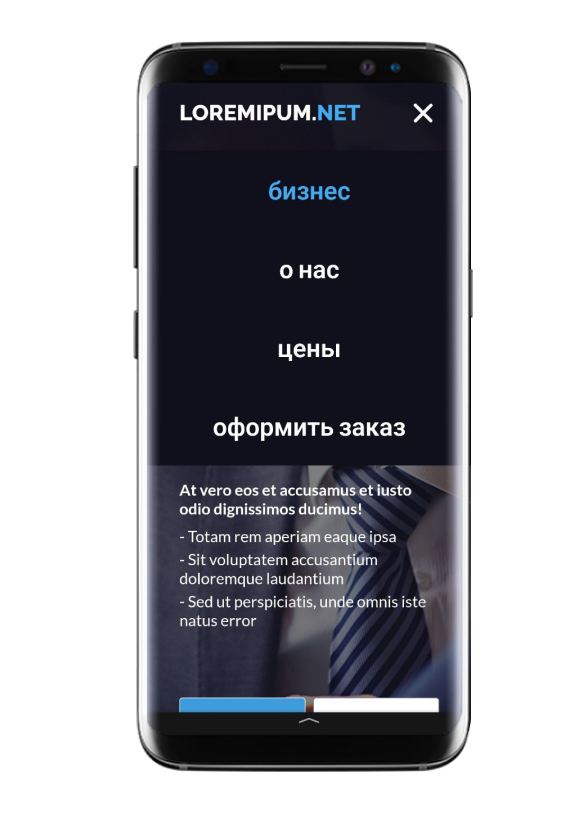 LOREMIPUM.NET
бизнес
о нас
цены
оформить заказ
At vero eos et accusamus et iusto
odio dignissimos ducimus!
- Totam rem aperiam eaque ipsa
- Sit voluptatem accusantium
doloremque laudantium
- Sed ut perspiciatis, unde omnis iste
natus error